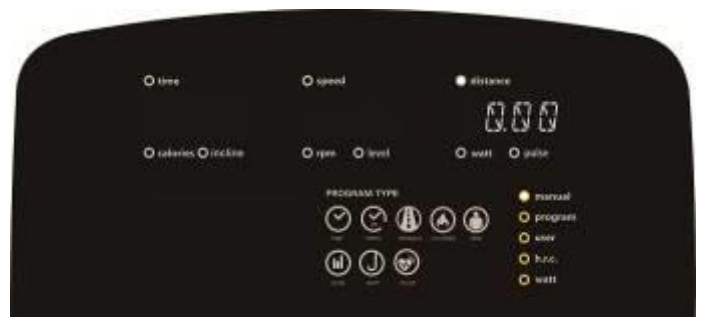 time speed distance
0.00
calories incline rpm level watt pulse
PROGRAM TYPE
manual
program
user
h.r.c.
watt